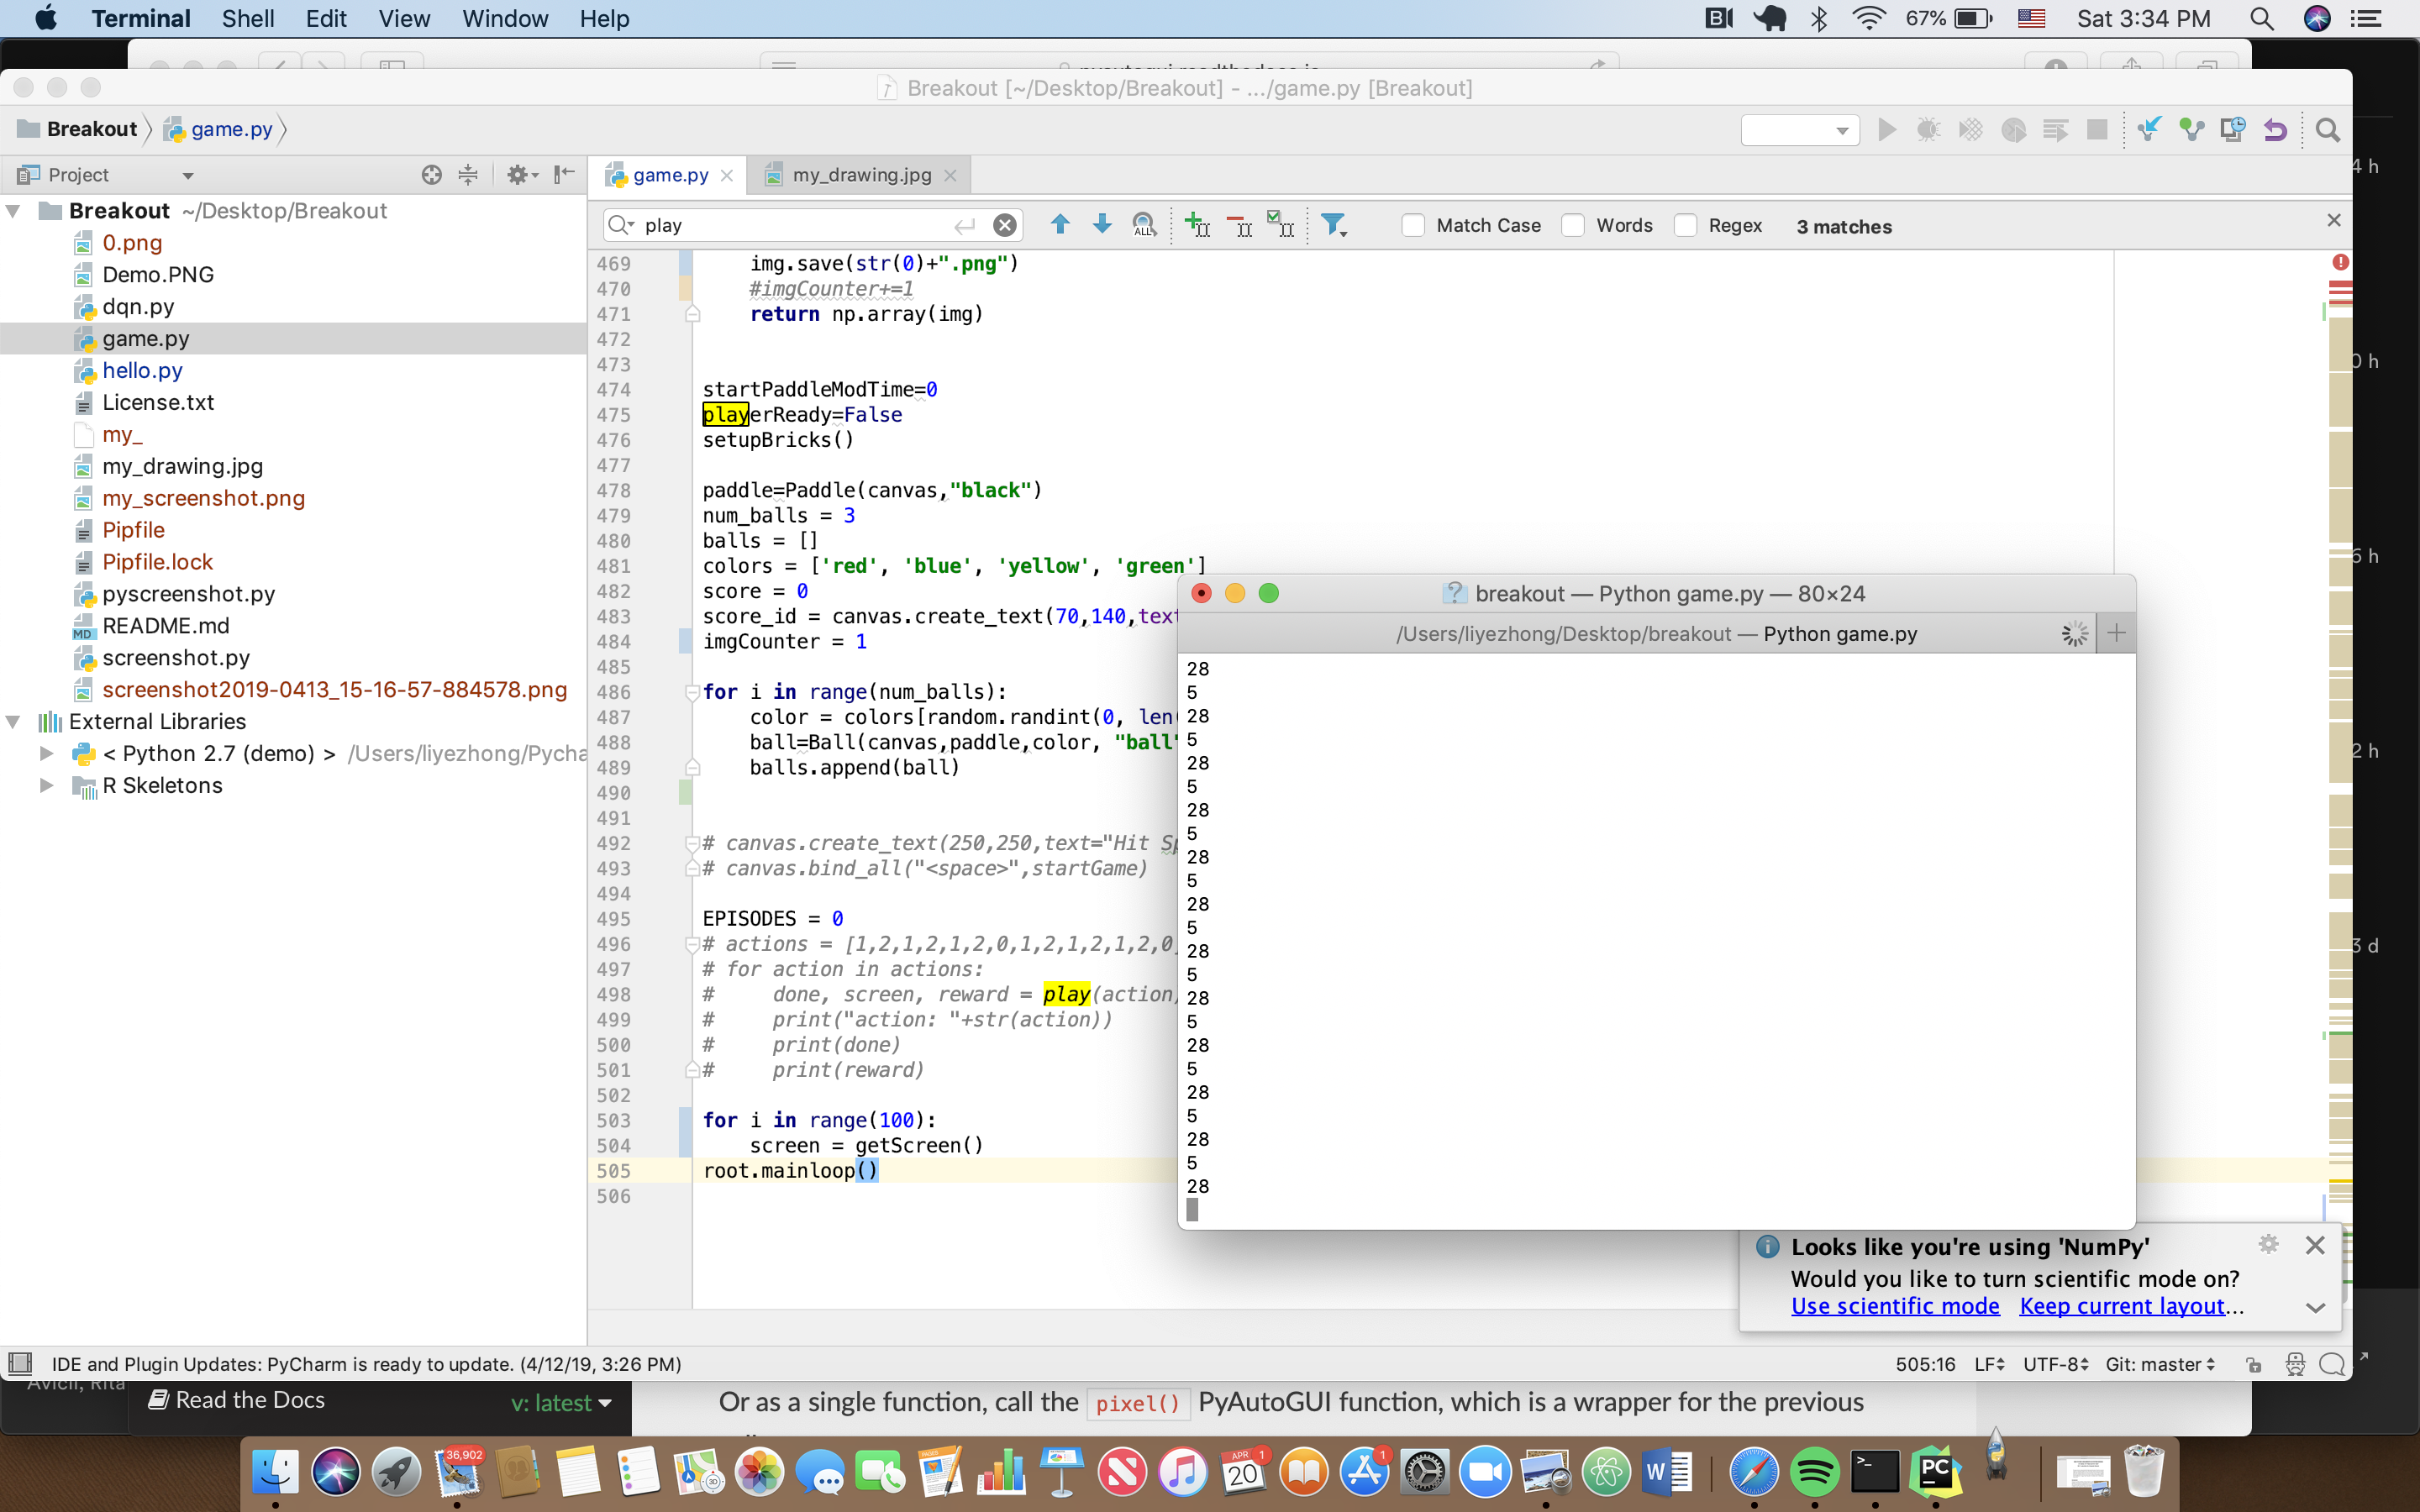 Terminal Shell Edit View Window Help 67% Sat 3:34 PM
Breakout [~/Desktop/Breakout] - .../game.py [Breakout]
Breakout game.py
Project
game.py my_drawing.jpg
play Match Case Words Regex 3 matches
Breakout ~/Desktop/Breakout
0.png
Demo.PNG
dqn.py
game.py
hello.py
License.txt
my_
my_drawing.jpg
my_screenshot.png
Pipfile
Pipfile.lock
pyscreenshot.py
README.md
screenshot.py
screenshot2019-0413_15-16-57-884578.png
External Libraries
< Python 2.7 (demo) > /Users/liyezhong/Pycha
R Skeletons
469 img.save(str(0)+".png")
470 #imgCounter+=1
471 return np.array(img)
472
473
474 startPaddleModTime=0
475 playerReady=False
476 setupBricks()
477
478 paddle=Paddle(canvas,"black")
479 num_balls = 3
480 balls = []
481 colors = ['red', 'blue', 'yellow', 'green']
482 score = 0
483 score_id = canvas.create_text(70,140,text
484 imgCounter = 1
485
486 for i in range(num_balls):
487 color = colors[random.randint(0, len(
488 ball=Ball(canvas,paddle,color, "ball"
489 balls.append(ball)
490
491
492 # canvas.create_text(250,250,text="Hit Sp
493 # canvas.bind_all("<space>",startGame)
494
495 EPISODES = 0
496 # actions = [1,2,1,2,1,2,0,1,2,1,2,1,2,0
497 # for action in actions:
498 # done, screen, reward = play(action)
499 # print("action: "+str(action))
500 # print(done)
501 # print(reward)
502
503 for i in range(100):
504 screen = getScreen()
505 root.mainloop()
506
breakout — Python game.py — 80×24
/Users/liyezhong/Desktop/breakout — Python game.py
28
5
28
5
28
5
28
5
28
5
28
5
28
5
28
5
28
5
28
5
28
5
28
4 h
0 h
6 h
2 h
3 d
Looks like you're using 'NumPy'
Would you like to turn scientific mode on?
Use scientific mode Keep current layout...
IDE and Plugin Updates: PyCharm is ready to update. (4/12/19, 3:26 PM) 505:16 LF UTF-8 Git: master
Avicii, Rita
Read the Docs v: latest
Or as a single function, call the pixel() PyAutoGUI function, which is a wrapper for the previous
36,902
APR
20
1
1
PC